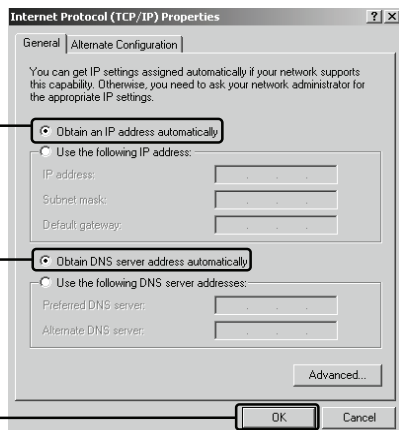 Internet Protocol (TCP/IP) Properties
General
Alternate Configuration
You can get IP settings assigned automatically if your network supports
this capability. Otherwise, you need to ask your network administrator for
the appropriate IP settings.
Obtain an IP address automatically
Use the following IP address:
IP address:
Subnet mask:
Default gateway:
Obtain DNS server address automatically
Use the following DNS server addresses:
Preferred DNS server:
Alternate DNS server:
Advanced...
OK
Cancel